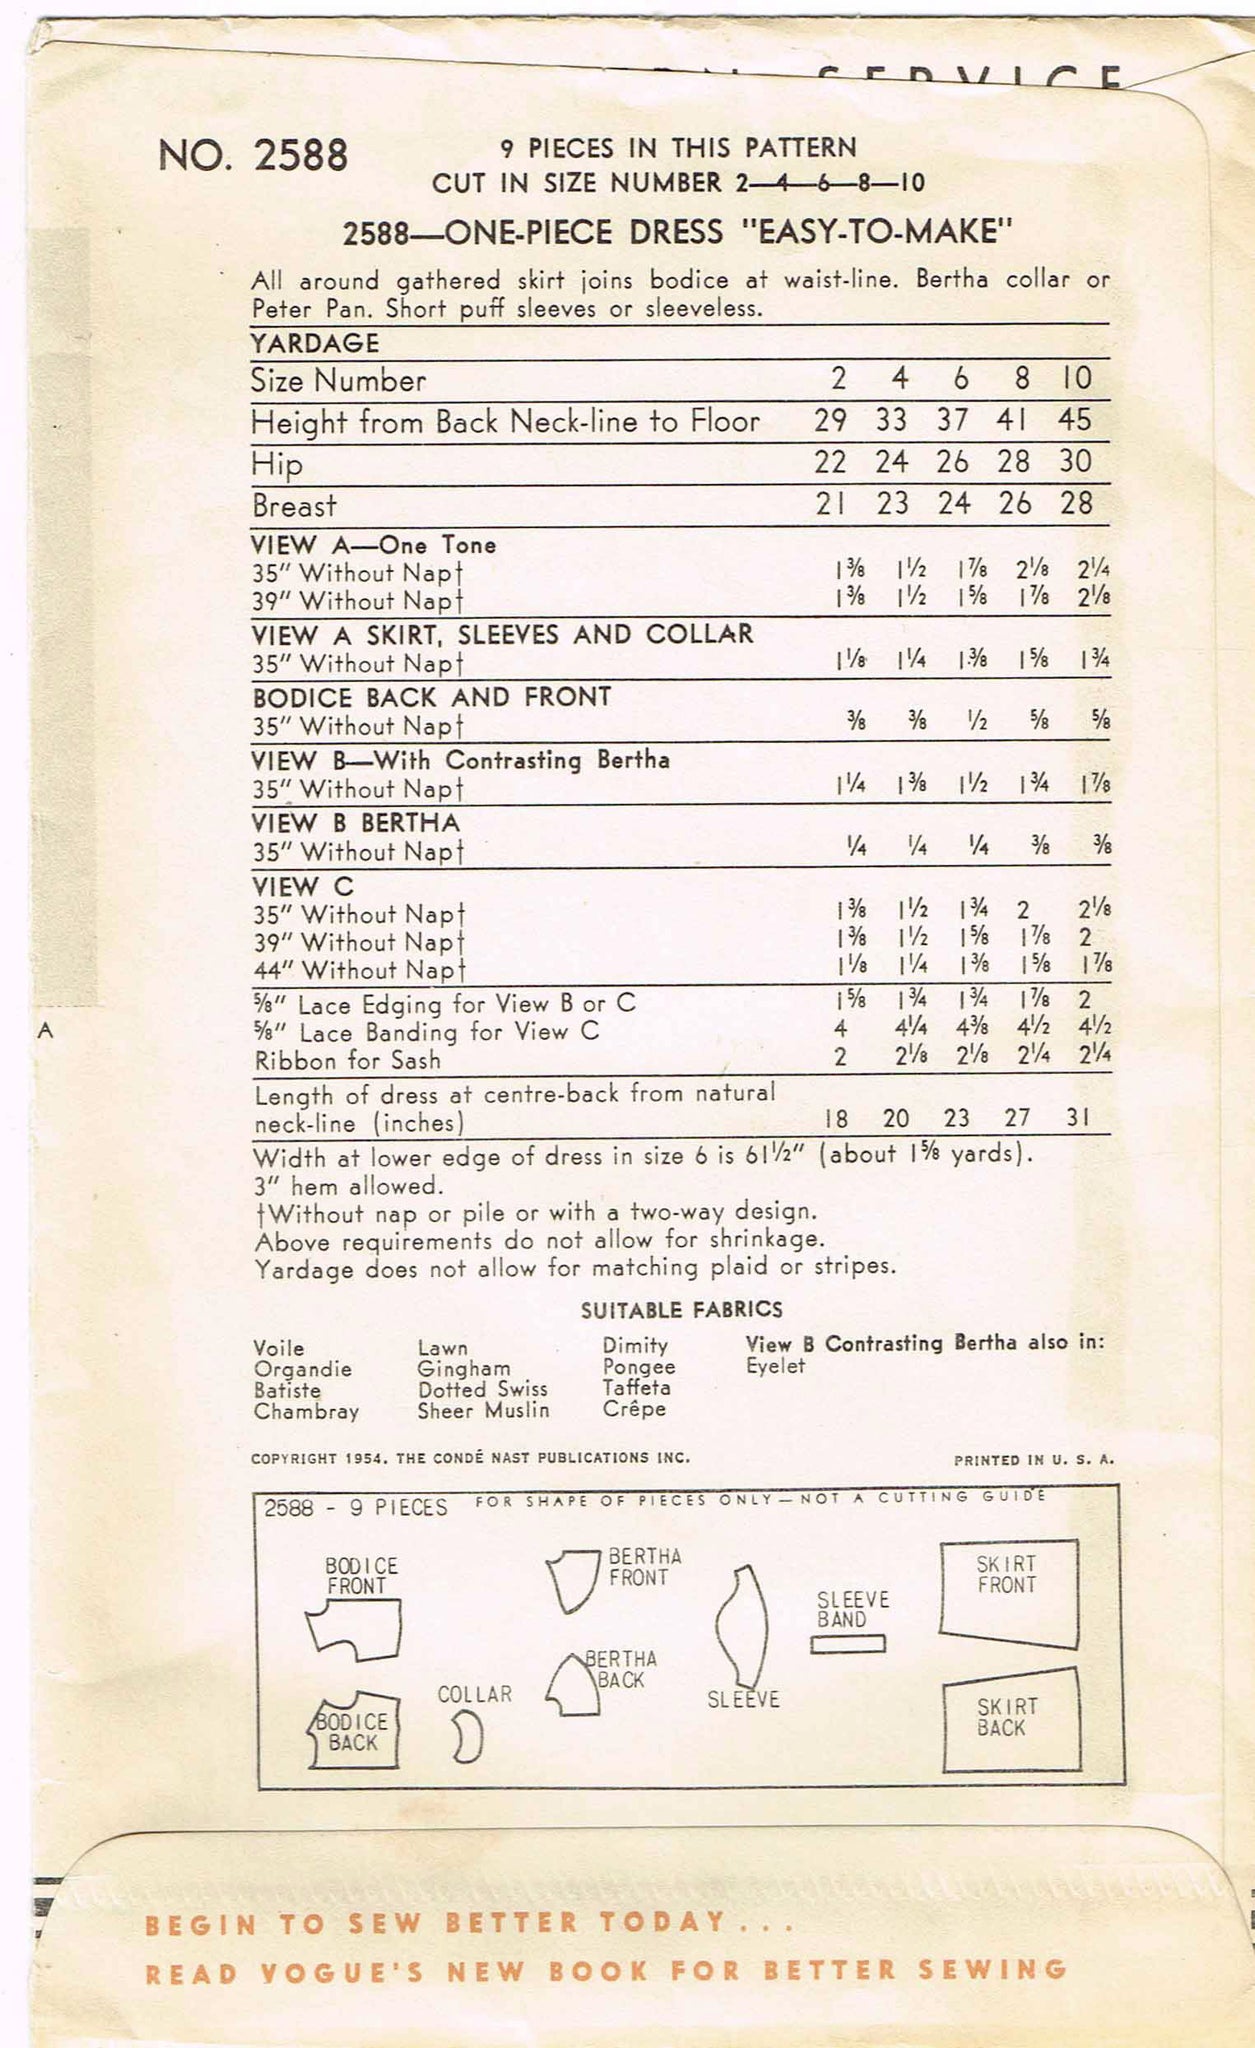 SERVICE
NO. 2588
9 PIECES IN THIS PATTERN
CUT IN SIZE NUMBER 2—4—6—8—10
2588—ONE-PIECE DRESS "EASY-TO-MAKE"
All around gathered skirt joins bodice at waist-line. Bertha collar or
Peter Pan. Short puff sleeves or sleeveless.
YARDAGE
Size Number 2 4 6 8 10
Height from Back Neck-line to Floor 29 33 37 41 45
Hip 22 24 26 28 30
Breast 21 23 24 26 28
VIEW A—One Tone
35" Without Nap† 1⅜ 1½ 1⅞ 2⅛ 2¼
39" Without Nap† 1⅜ 1½ 1⅝ 1⅞ 2⅛
VIEW A SKIRT, SLEEVES AND COLLAR
35" Without Nap† 1⅛ 1¼ 1⅜ 1⅝ 1¾
BODICE BACK AND FRONT
35" Without Nap† ⅜ ⅜ ½ ⅝ ⅝
VIEW B—With Contrasting Bertha
35" Without Nap† 1¼ 1⅜ 1½ 1¾ 1⅞
VIEW B BERTHA
35" Without Nap† ¼ ¼ ¼ ⅜ ⅜
VIEW C
35" Without Nap† 1⅜ 1½ 1¾ 2 2⅛
39" Without Nap† 1⅜ 1½ 1⅝ 1⅞ 2
44" Without Nap† 1⅛ 1¼ 1⅜ 1⅝ 1⅞
⅝" Lace Edging for View B or C 1⅝ 1¾ 1¾ 1⅞ 2
⅝" Lace Banding for View C 4 4¼ 4⅜ 4½ 4½
Ribbon for Sash 2 2⅛ 2⅛ 2¼ 2¼
Length of dress at centre-back from natural
neck-line (inches) 18 20 23 27 31
Width at lower edge of dress in size 6 is 61½" (about 1⅝ yards).
3" hem allowed.
†Without nap or pile or with a two-way design.
Above requirements do not allow for shrinkage.
Yardage does not allow for matching plaid or stripes.
A
SUITABLE FABRICS
Voile Lawn Dimity View B Contrasting Bertha also in:
Organdie Gingham Pongee Eyelet
Batiste Dotted Swiss Taffeta
Chambray Sheer Muslin Crêpe
COPYRIGHT 1954. THE CONDÉ NAST PUBLICATIONS INC. PRINTED IN U. S. A.
2588 - 9 PIECES FOR SHAPE OF PIECES ONLY—NOT A CUTTING GUIDE
BODICE
FRONT
BERTHA
FRONT
SKIRT
FRONT
SLEEVE
BAND
BERTHA
BACK
COLLAR
SLEEVE
BODICE
BACK
SKIRT
BACK
BEGIN TO SEW BETTER TODAY...
READ VOGUE'S NEW BOOK FOR BETTER SEWING